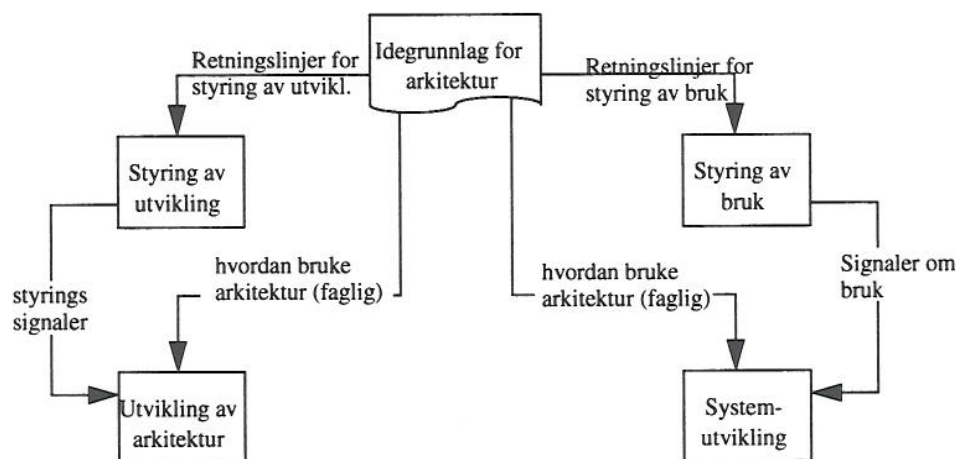 Idegrunnlag for
arkitektur
Retningslinjer for
styring av utvikl.
Retningslinjer for
styring av bruk
Styring av
utvikling
Styring av
bruk
hvordan bruke
arkitektur (faglig)
hvordan bruke
arkitektur (faglig)
Signaler om
bruk
styrings
signaler
Utvikling av
arkitektur
System-
utvikling